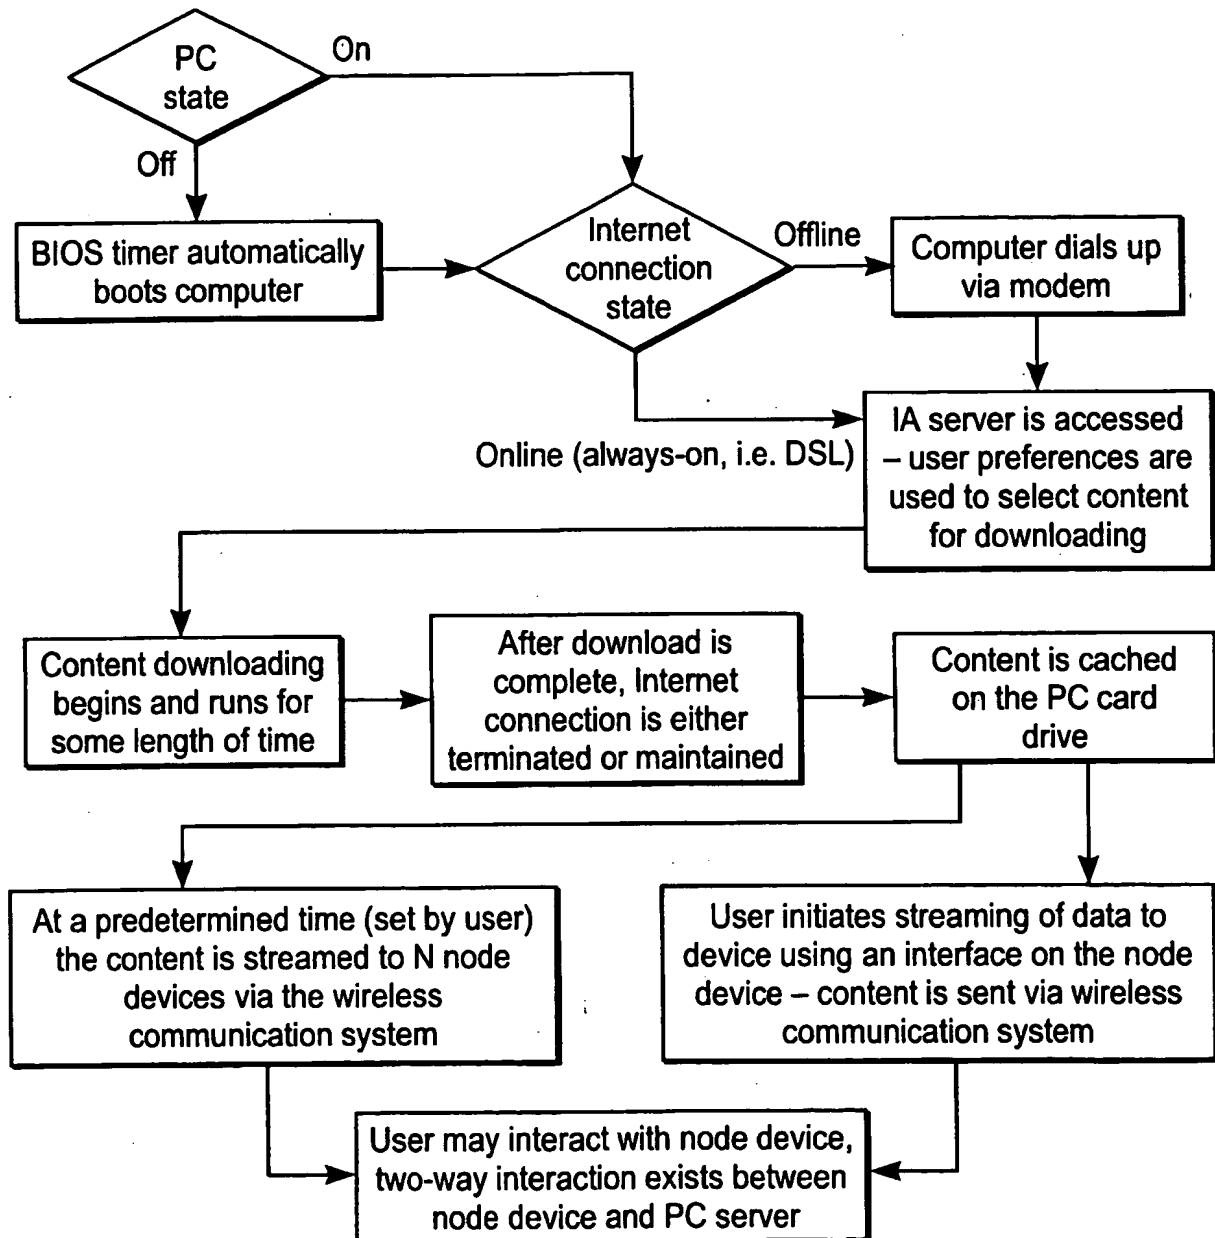 PC
state
On
Off
BIOS timer automatically
boots computer
Internet
connection
state
Offline
Computer dials up
via modem
Online (always-on, i.e. DSL)
IA server is accessed
– user preferences are
used to select content
for downloading
Content downloading
begins and runs for
some length of time
After download is
complete, Internet
connection is either
terminated or maintained
Content is cached
on the PC card
drive
At a predetermined time (set by user)
the content is streamed to N node
devices via the wireless
communication system
User initiates streaming of data to
device using an interface on the node
device – content is sent via wireless
communication system
User may interact with node device,
two-way interaction exists between
node device and PC server